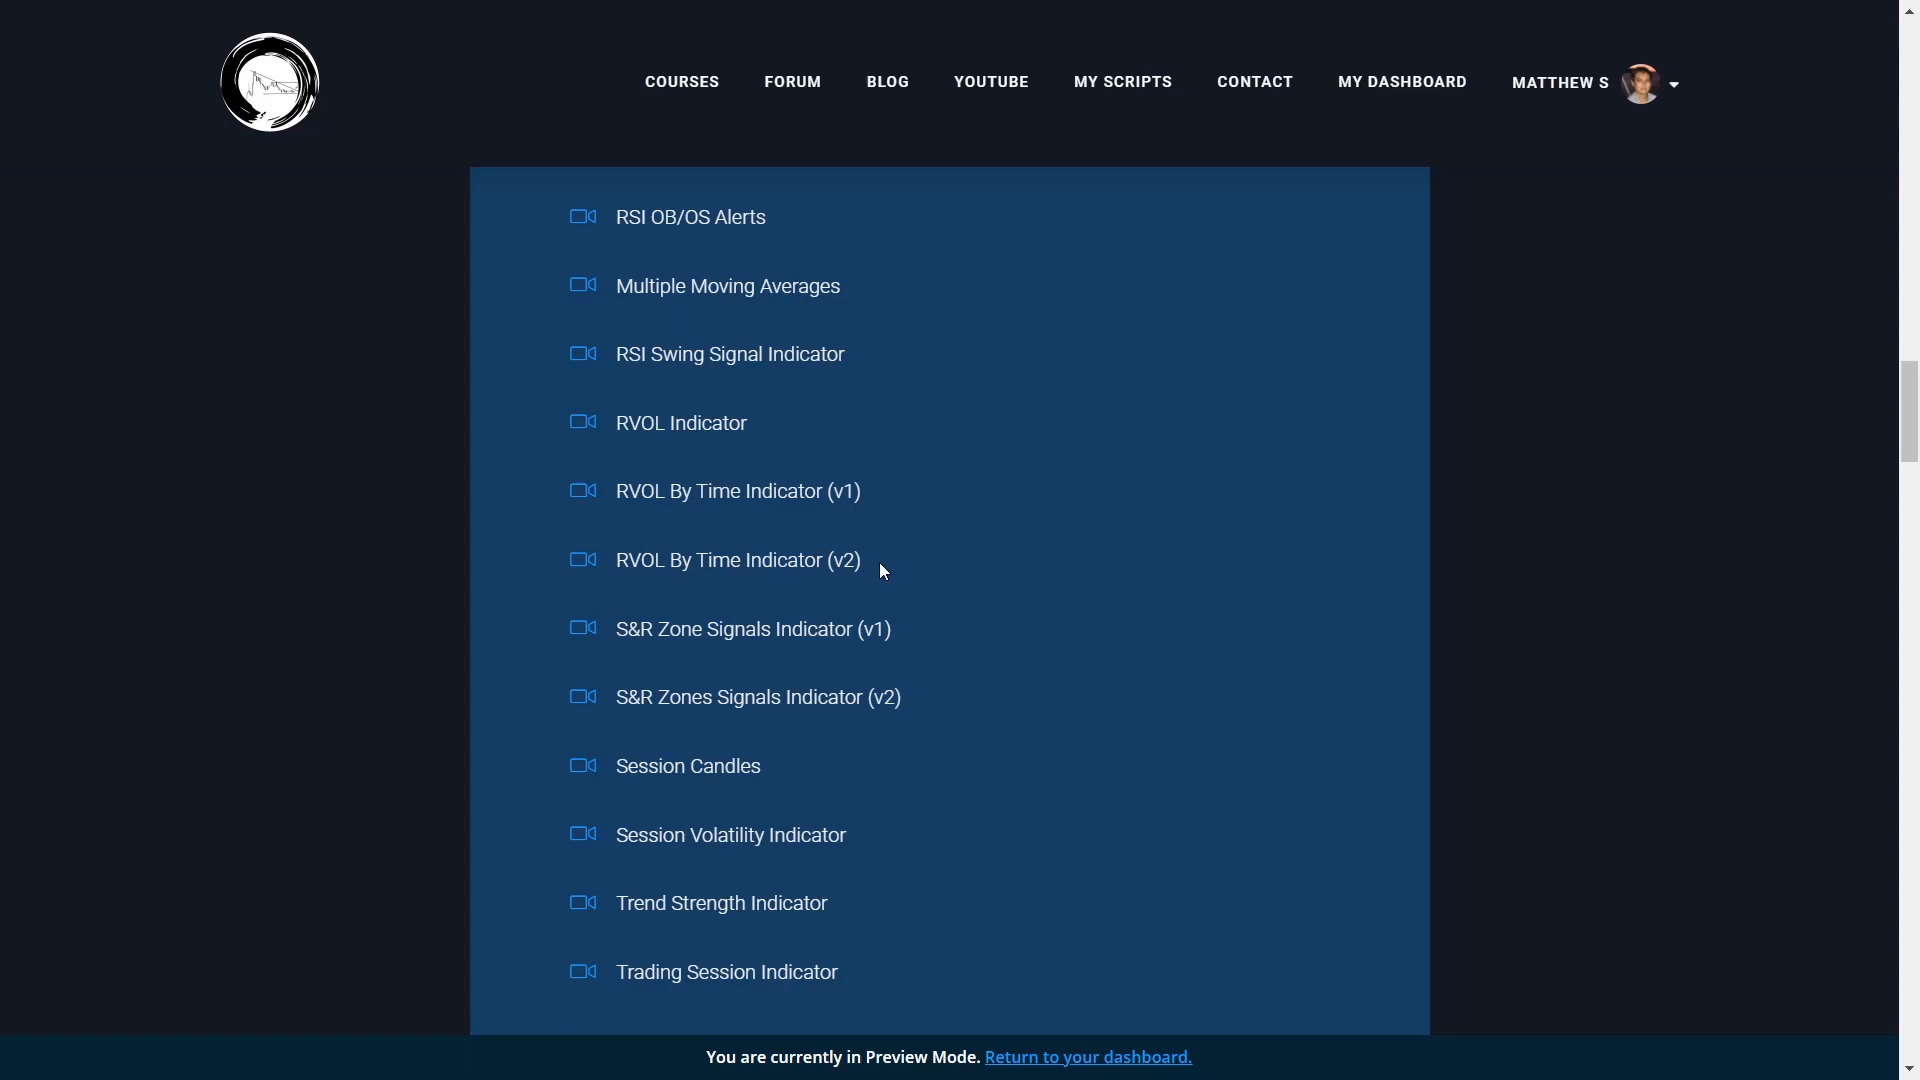 COURSES FORUM BLOG YOUTUBE MY SCRIPTS CONTACT MY DASHBOARD MATTHEW S
RSI OB/OS Alerts
Multiple Moving Averages
RSI Swing Signal Indicator
RVOL Indicator
RVOL By Time Indicator (v1)
RVOL By Time Indicator (v2)
S&R Zone Signals Indicator (v1)
S&R Zones Signals Indicator (v2)
Session Candles
Session Volatility Indicator
Trend Strength Indicator
Trading Session Indicator
You are currently in Preview Mode. Return to your dashboard.